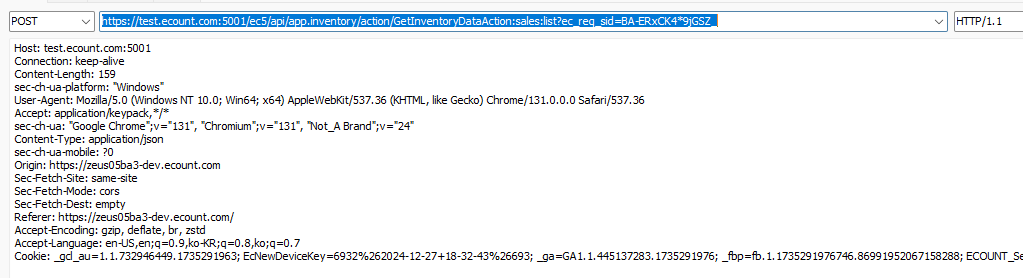 POST https://test.ecount.com:5001/ec5/api/app.inventory/action/GetInventoryDataAction:sales:list?ec_req_sid=BA-ERxCK4*9jGSZ_ HTTP/1.1
Host: test.ecount.com:5001
Connection: keep-alive
Content-Length: 159
sec-ch-ua-platform: "Windows"
User-Agent: Mozilla/5.0 (Windows NT 10.0; Win64; x64) AppleWebKit/537.36 (KHTML, like Gecko) Chrome/131.0.0.0 Safari/537.36
Accept: application/keypack,*/*
sec-ch-ua: "Google Chrome";v="131", "Chromium";v="131", "Not_A Brand";v="24"
Content-Type: application/json
sec-ch-ua-mobile: ?0
Origin: https://zeus05ba3-dev.ecount.com
Sec-Fetch-Site: same-site
Sec-Fetch-Mode: cors
Sec-Fetch-Dest: empty
Referer: https://zeus05ba3-dev.ecount.com/
Accept-Encoding: gzip, deflate, br, zstd
Accept-Language: en-US,en;q=0.9,ko-KR;q=0.8,ko;q=0.7
Cookie: _gcl_au=1.1.732946449.1735291963; EcNewDeviceKey=6932%262024-12-27+18-32-43%26693; _ga=GA1.1.445137283.1735291976; _fbp=fb.1.1735291976746.86991952067158288; ECOUNT_Se